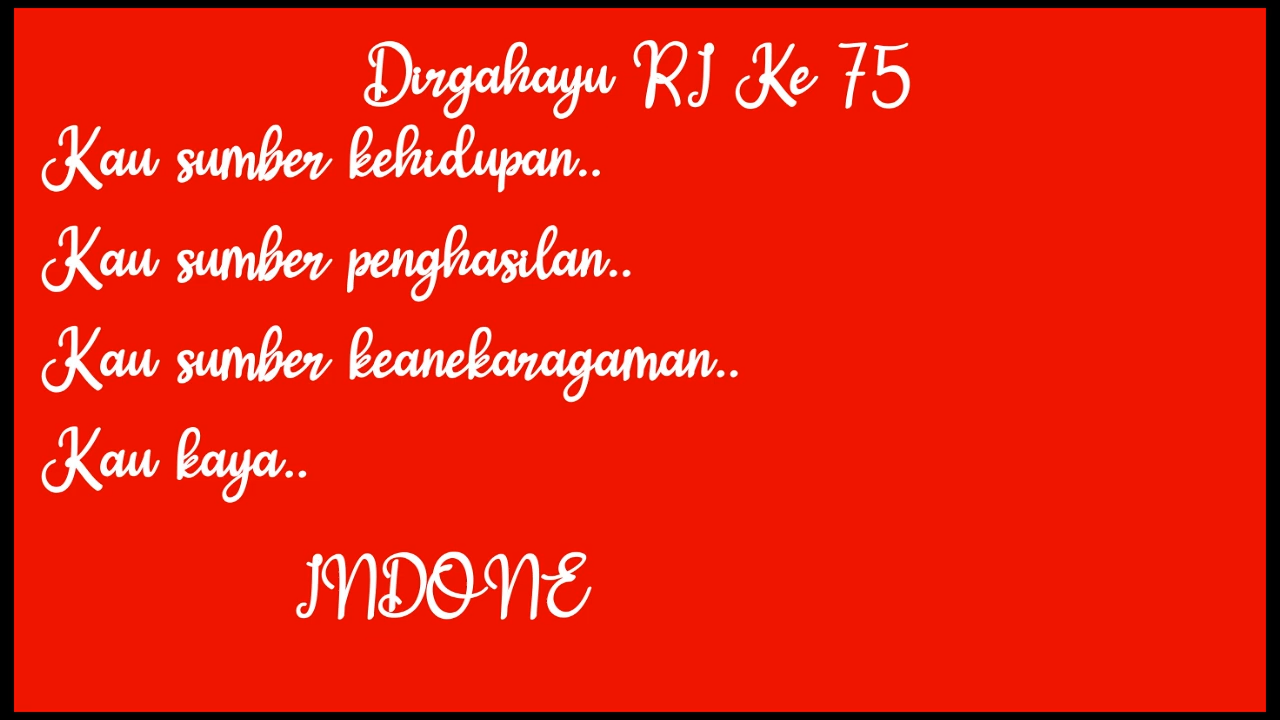 Dirgahayu RI Ke 75
Kau sumber kehidupan..
Kau sumber penghasilan..
Kau sumber keanekaragaman..
Kau kaya..
INDONE